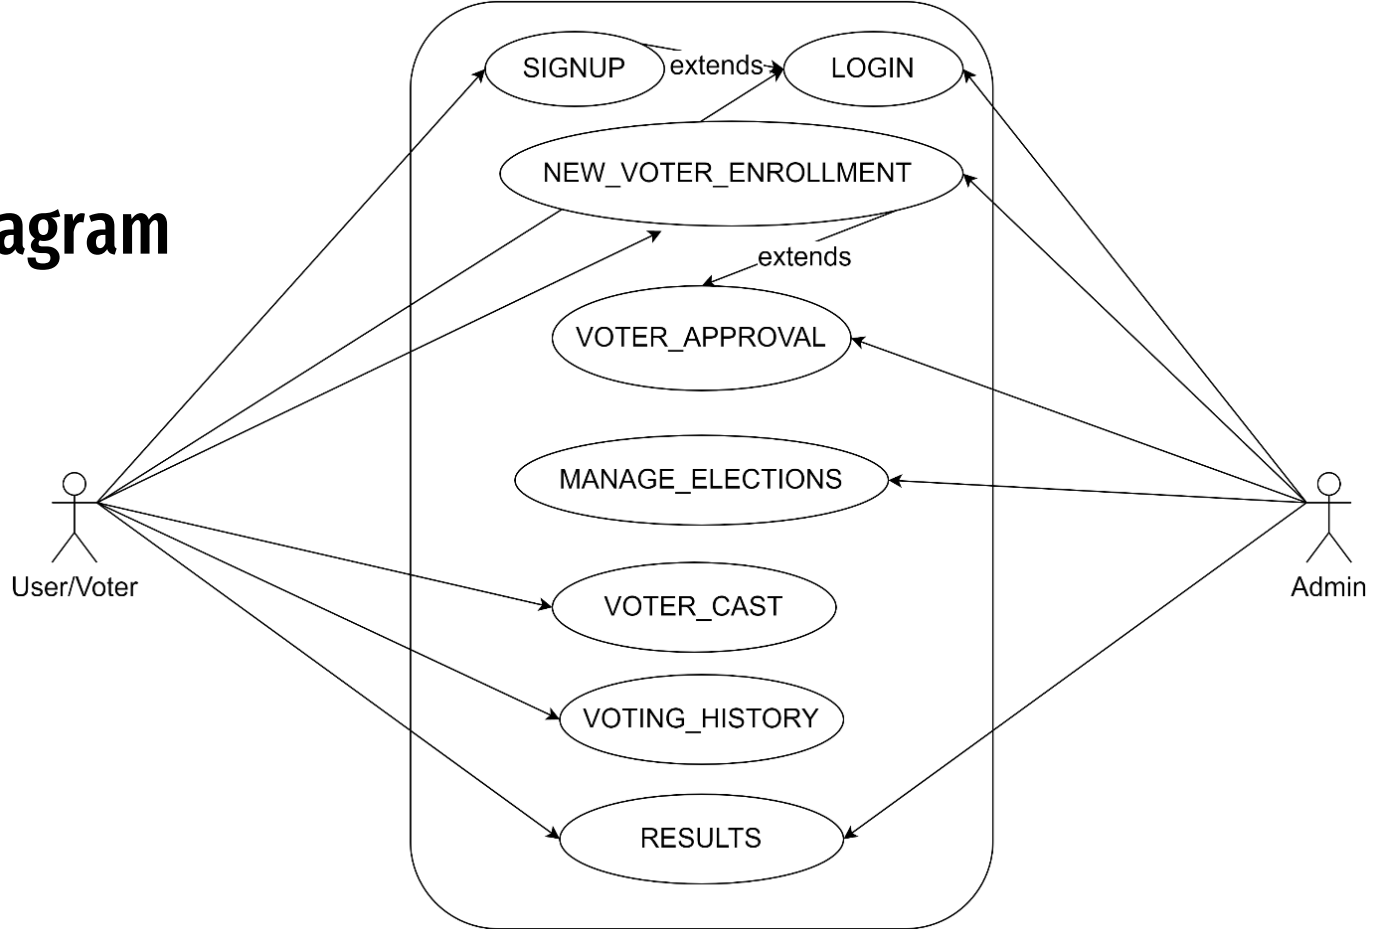 SIGNUP
extends
LOGIN
NEW_VOTER_ENROLLMENT
agram
extends
VOTER_APPROVAL
MANAGE_ELECTIONS
User/Voter
Admin
VOTER_CAST
VOTING_HISTORY
RESULTS